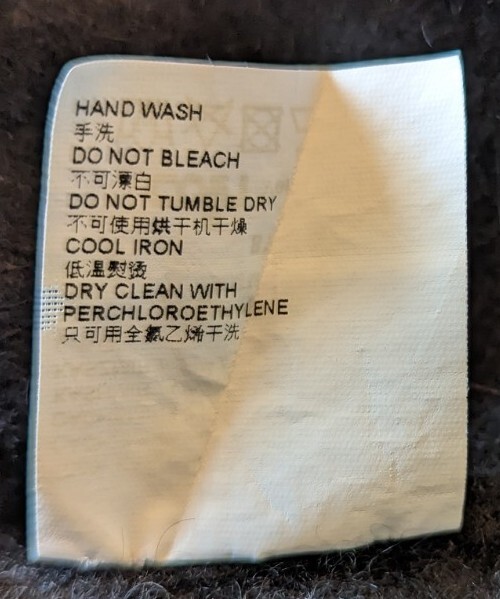 HAND WASH
手洗
DO NOT BLEACH
不可漂白
DO NOT TUMBLE DRY
不可使用烘干机干燥
COOL IRON
低温熨烫
DRY CLEAN WITH
PERCHLOROETHYLENE
只可用全氯乙烯干洗